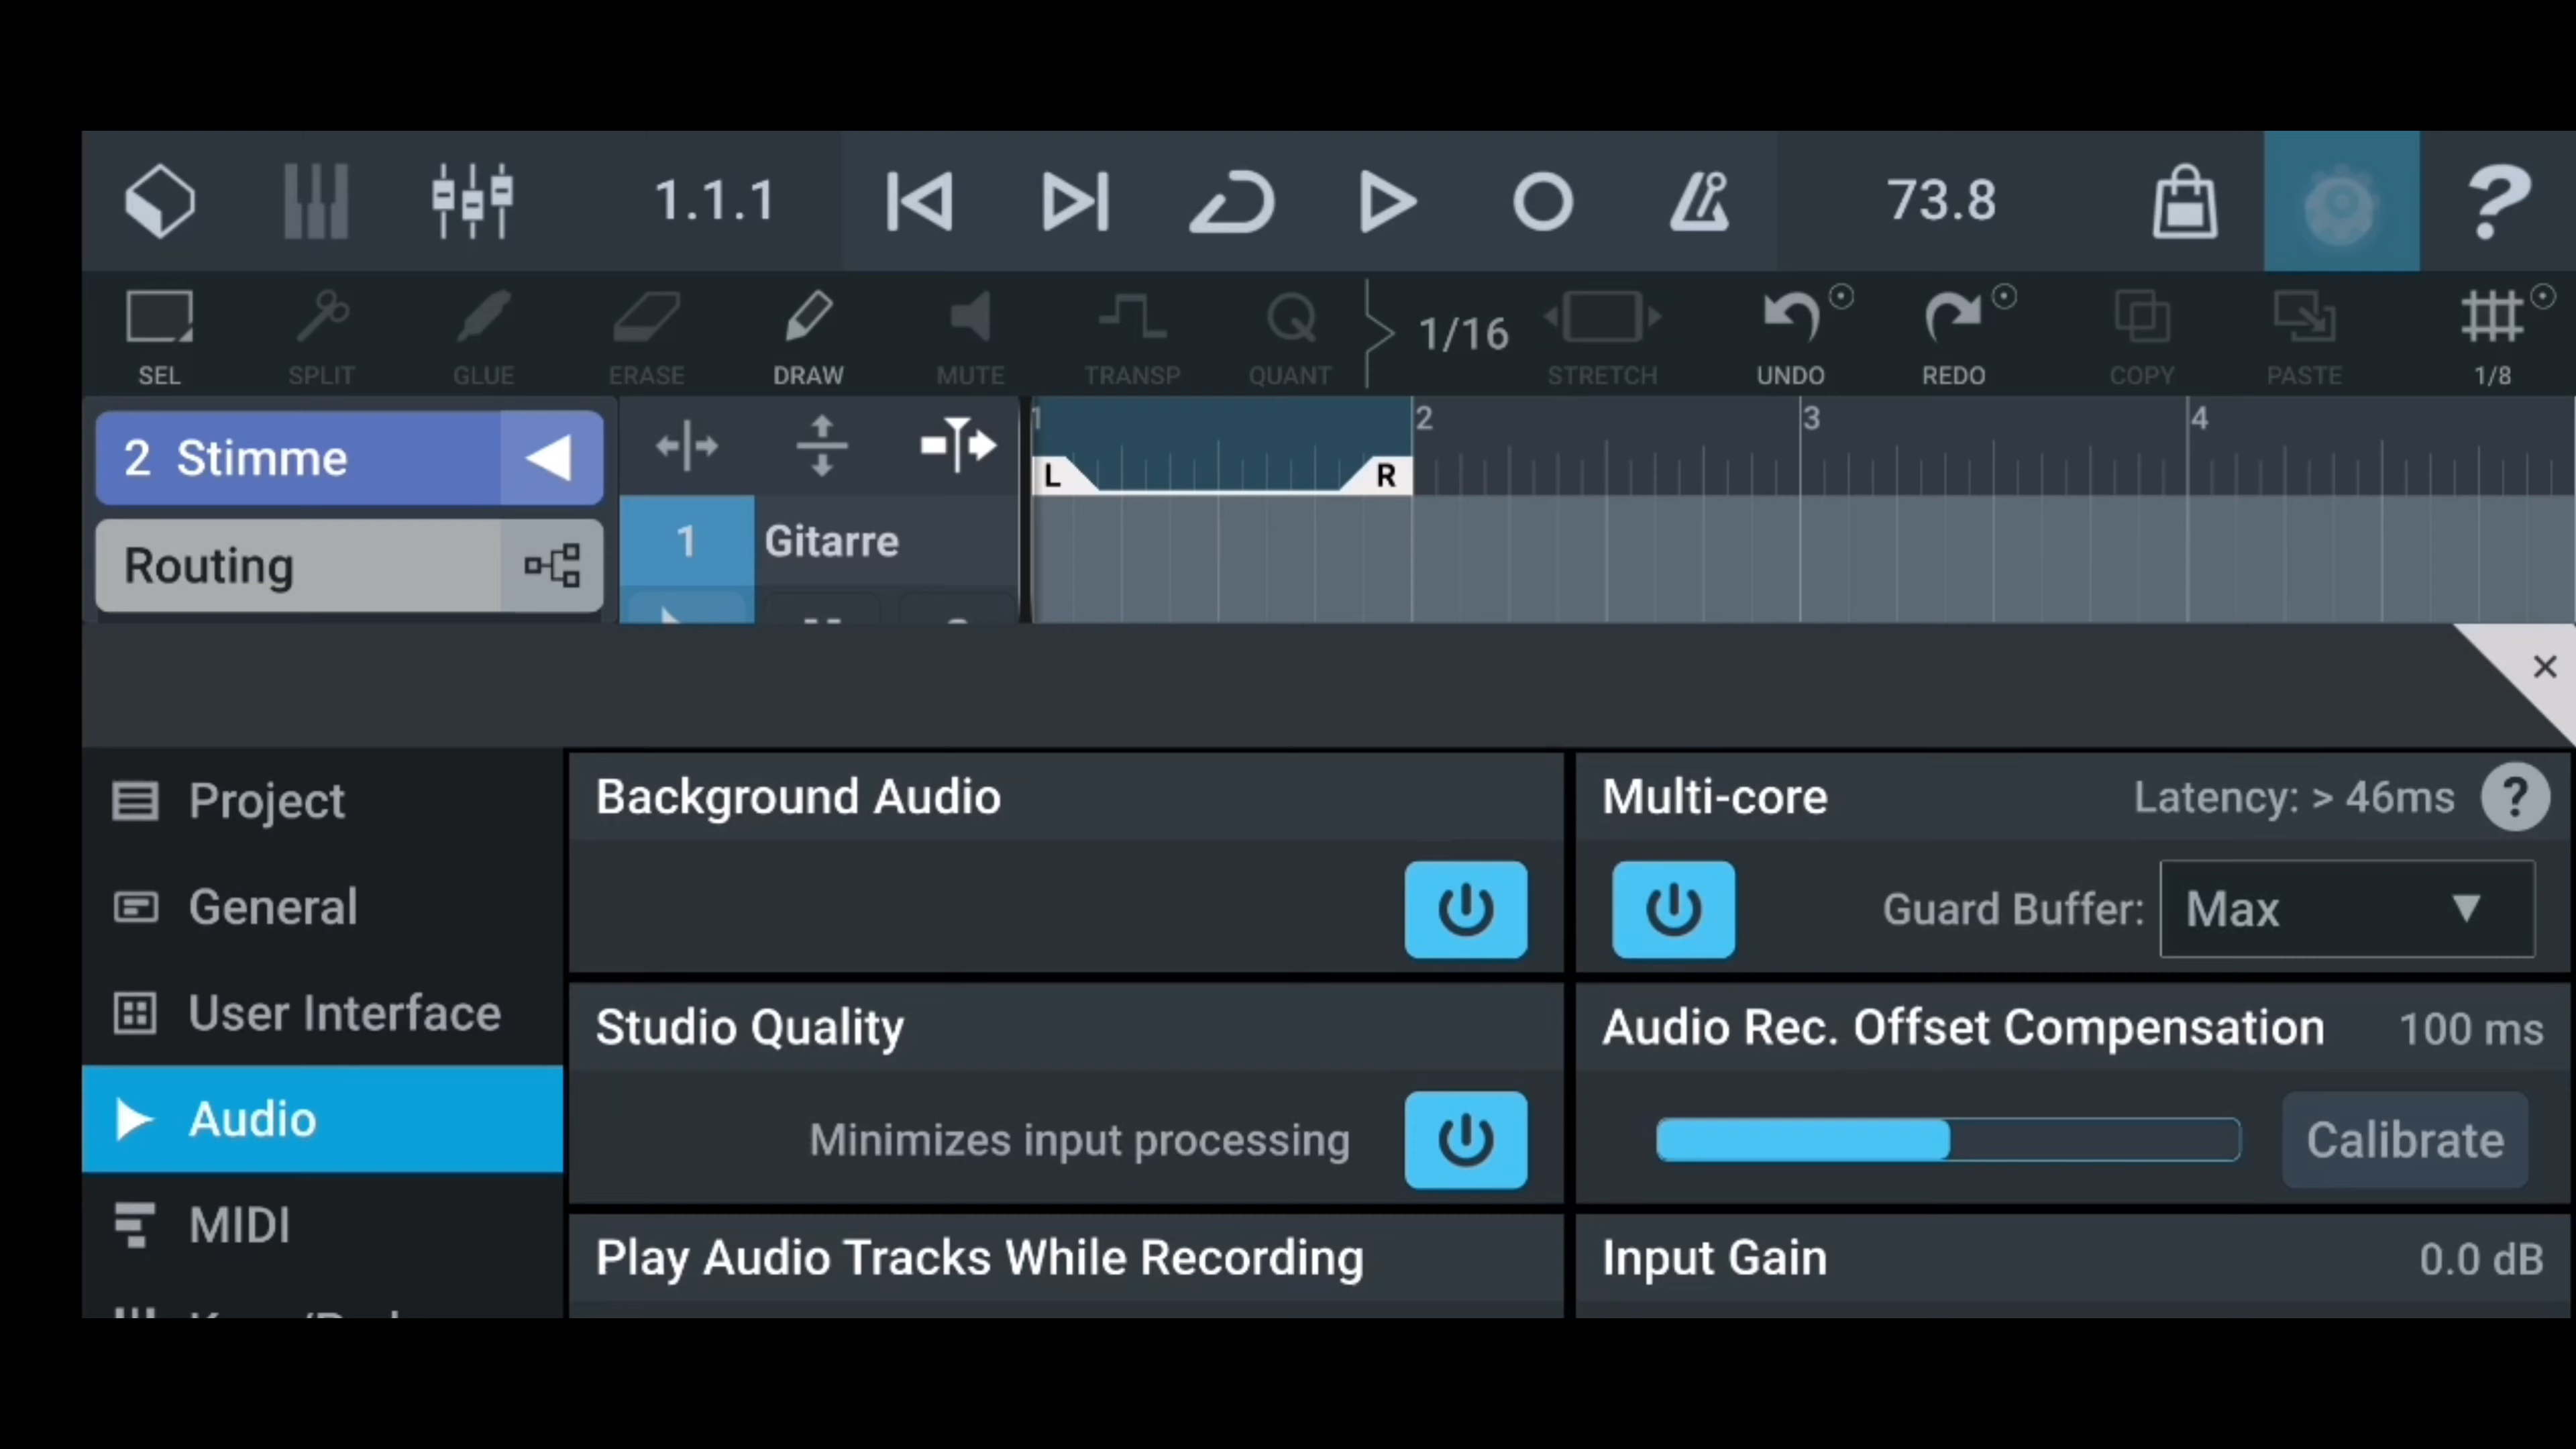 1.1.1
73.8
SEL
SPLIT
GLUE
ERASE
DRAW
MUTE
TRANSP
QUANT
1/16
STRETCH
UNDO
REDO
COPY
PASTE
1/8
2 Stimme
Routing
1
2
3
4
L
R
1 Gitarre
Project
General
User Interface
Audio
MIDI
Background Audio
Multi-core
Latency: > 46ms
?
Guard Buffer:
Max
Studio Quality
Minimizes input processing
Audio Rec. Offset Compensation
100 ms
Calibrate
Play Audio Tracks While Recording
Input Gain
0.0 dB